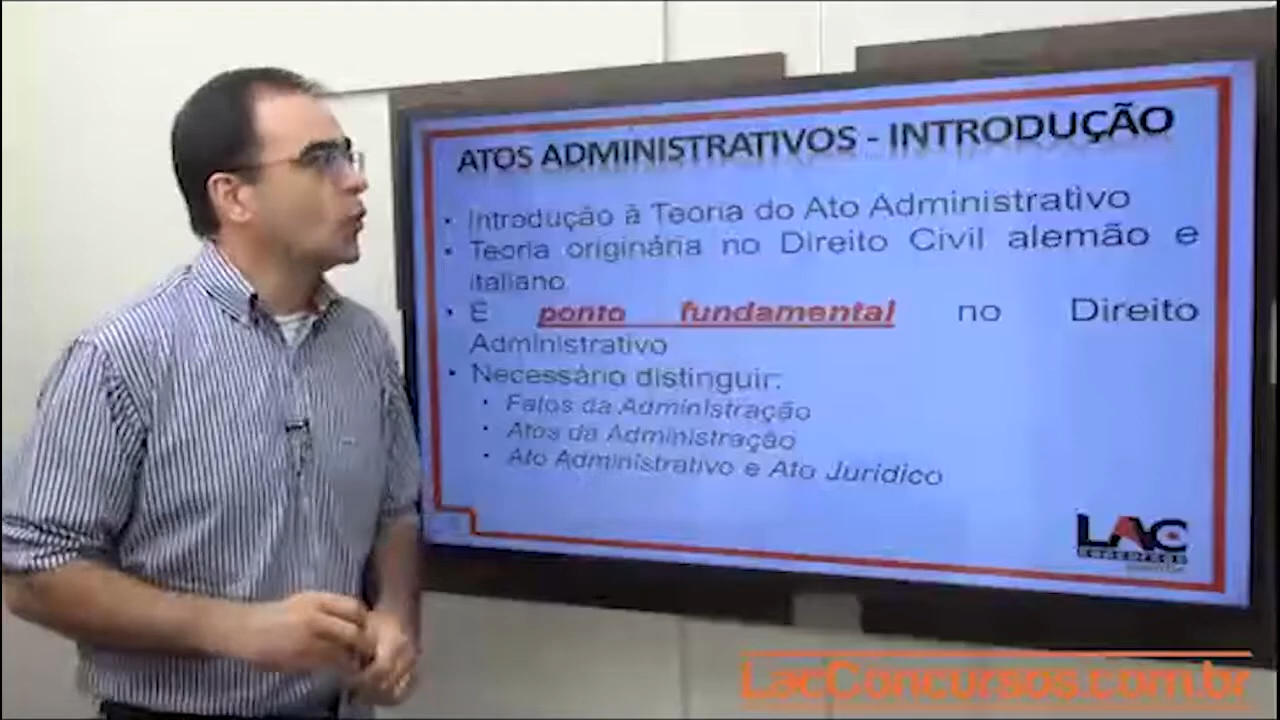 ATOS ADMINISTRATIVOS - INTRODUÇÃO
• Introdução à Teoria do Ato Administrativo
• Teoria originária no Direito Civil alemão e
italiano
• É ponto fundamental no Direito
Administrativo
• Necessário distinguir:
• Fatos da Administração
• Atos da Administração
• Ato Administrativo e Ato Jurídico
LAC
CONCURSOS
LacConcursos.com.br